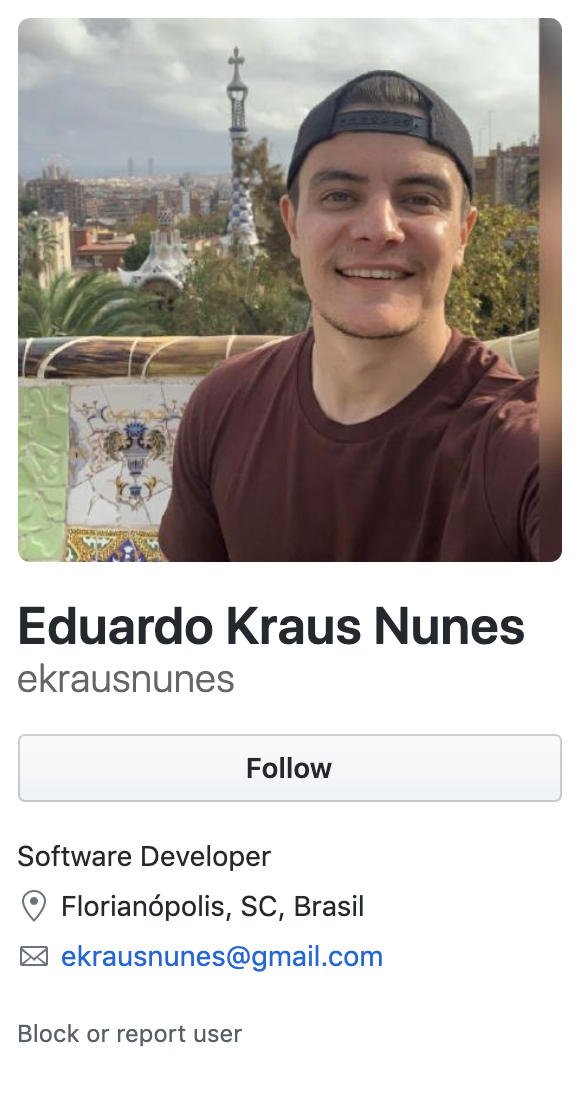 Eduardo Kraus Nunes
ekrausnunes
Follow
Software Developer
Florianópolis, SC, Brasil
ekrausnunes@gmail.com
Block or report user